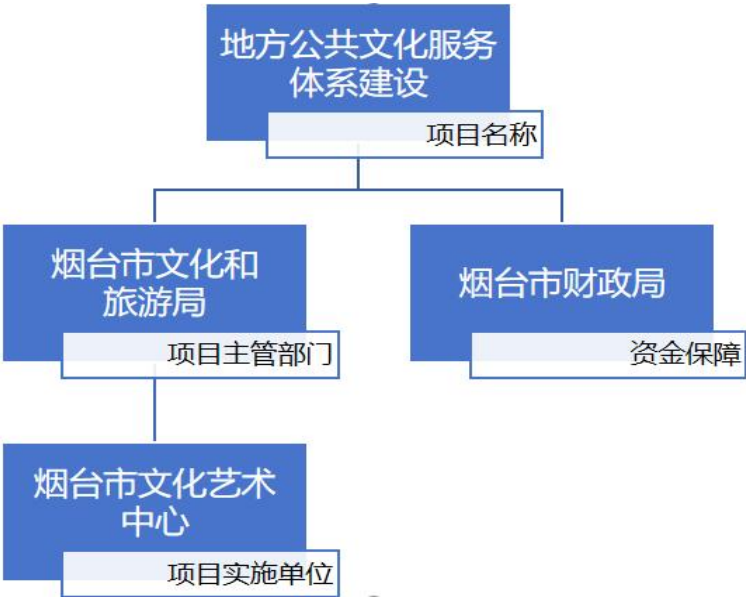 地方公共文化服务
体系建设
项目名称
烟台市文化和
旅游局
项目主管部门
烟台市财政局
资金保障
烟台市文化艺术
中心
项目实施单位